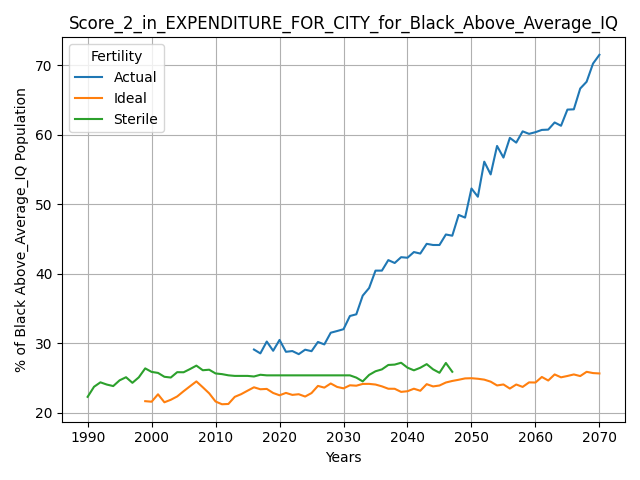 Score_2_in_EXPENDITURE_FOR_CITY_for_Black_Above_Average_IQ
Fertility
Actual
Ideal
Sterile
% of Black Above_Average_IQ Population
70
60
50
40
30
20
1990 2000 2010 2020 2030 2040 2050 2060 2070
Years